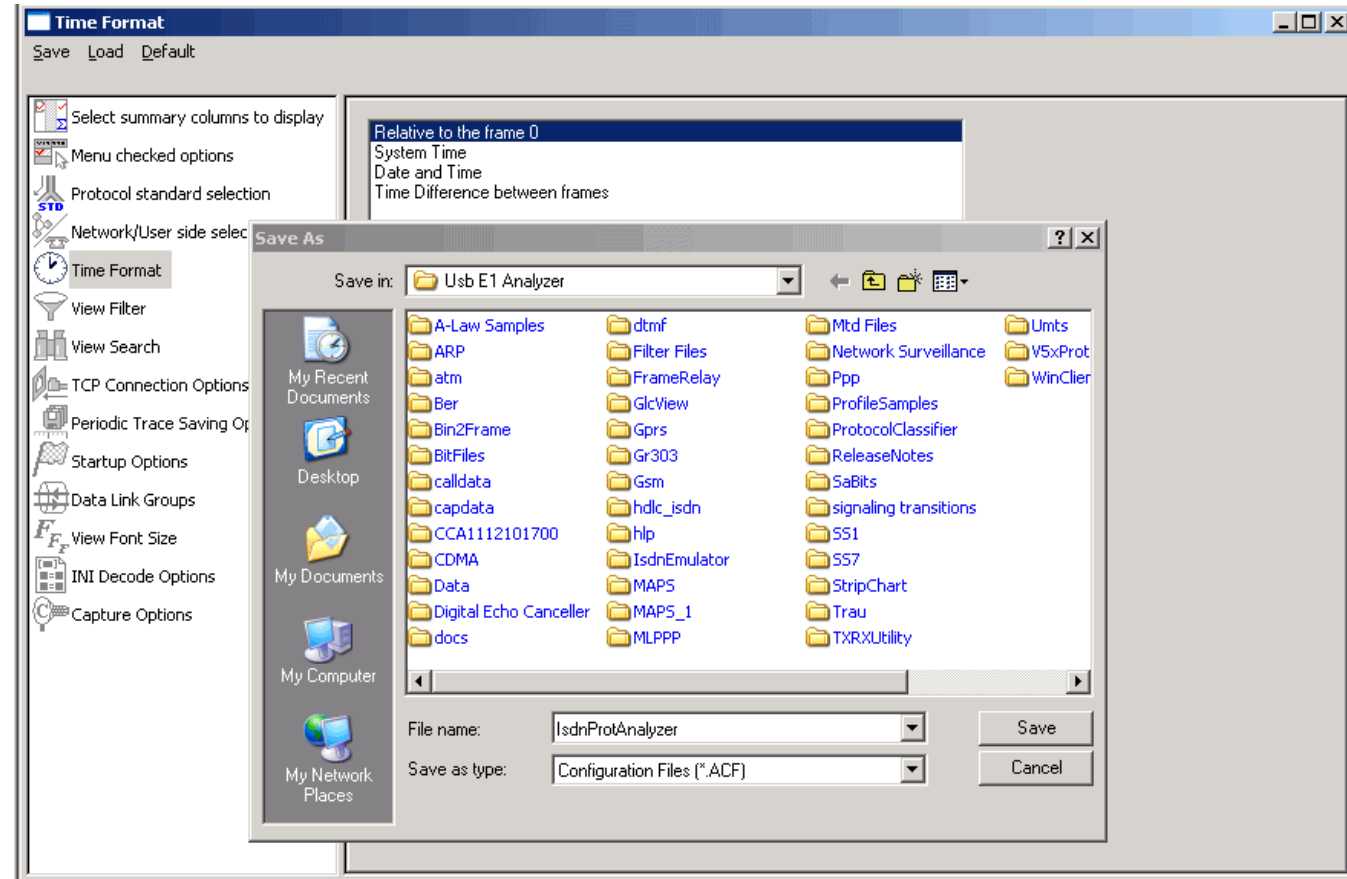 Time Format
Save Load Default
Select summary columns to display
Menu checked options
Protocol standard selection
STD
Network/User side selec
Time Format
View Filter
View Search
TCP Connection Options
Periodic Trace Saving Op
Startup Options
Data Link Groups
View Font Size
INI Decode Options
Capture Options
Relative to the frame 0
System Time
Date and Time
Time Difference between frames
Save As
Save in: Usb E1 Analyzer
My Recent Documents
Desktop
My Documents
My Computer
My Network Places
A-Law Samples
ARP
atm
Ber
Bin2Frame
BitFiles
calldata
capdata
CCA1112101700
CDMA
Data
Digital Echo Canceller
docs
dtmf
Filter Files
FrameRelay
GlcView
Gprs
Gr303
Gsm
hdlc_isdn
hlp
IsdnEmulator
MAPS
MAPS_1
MLPPP
Mtd Files
Network Surveillance
Ppp
ProfileSamples
ProtocolClassifier
ReleaseNotes
SaBits
signaling transitions
SS1
SS7
StripChart
Trau
TXRXUtility
Umts
V5xProt
WinClier
File name: IsdnProtAnalyzer Save
Save as type: Configuration Files (*.ACF) Cancel